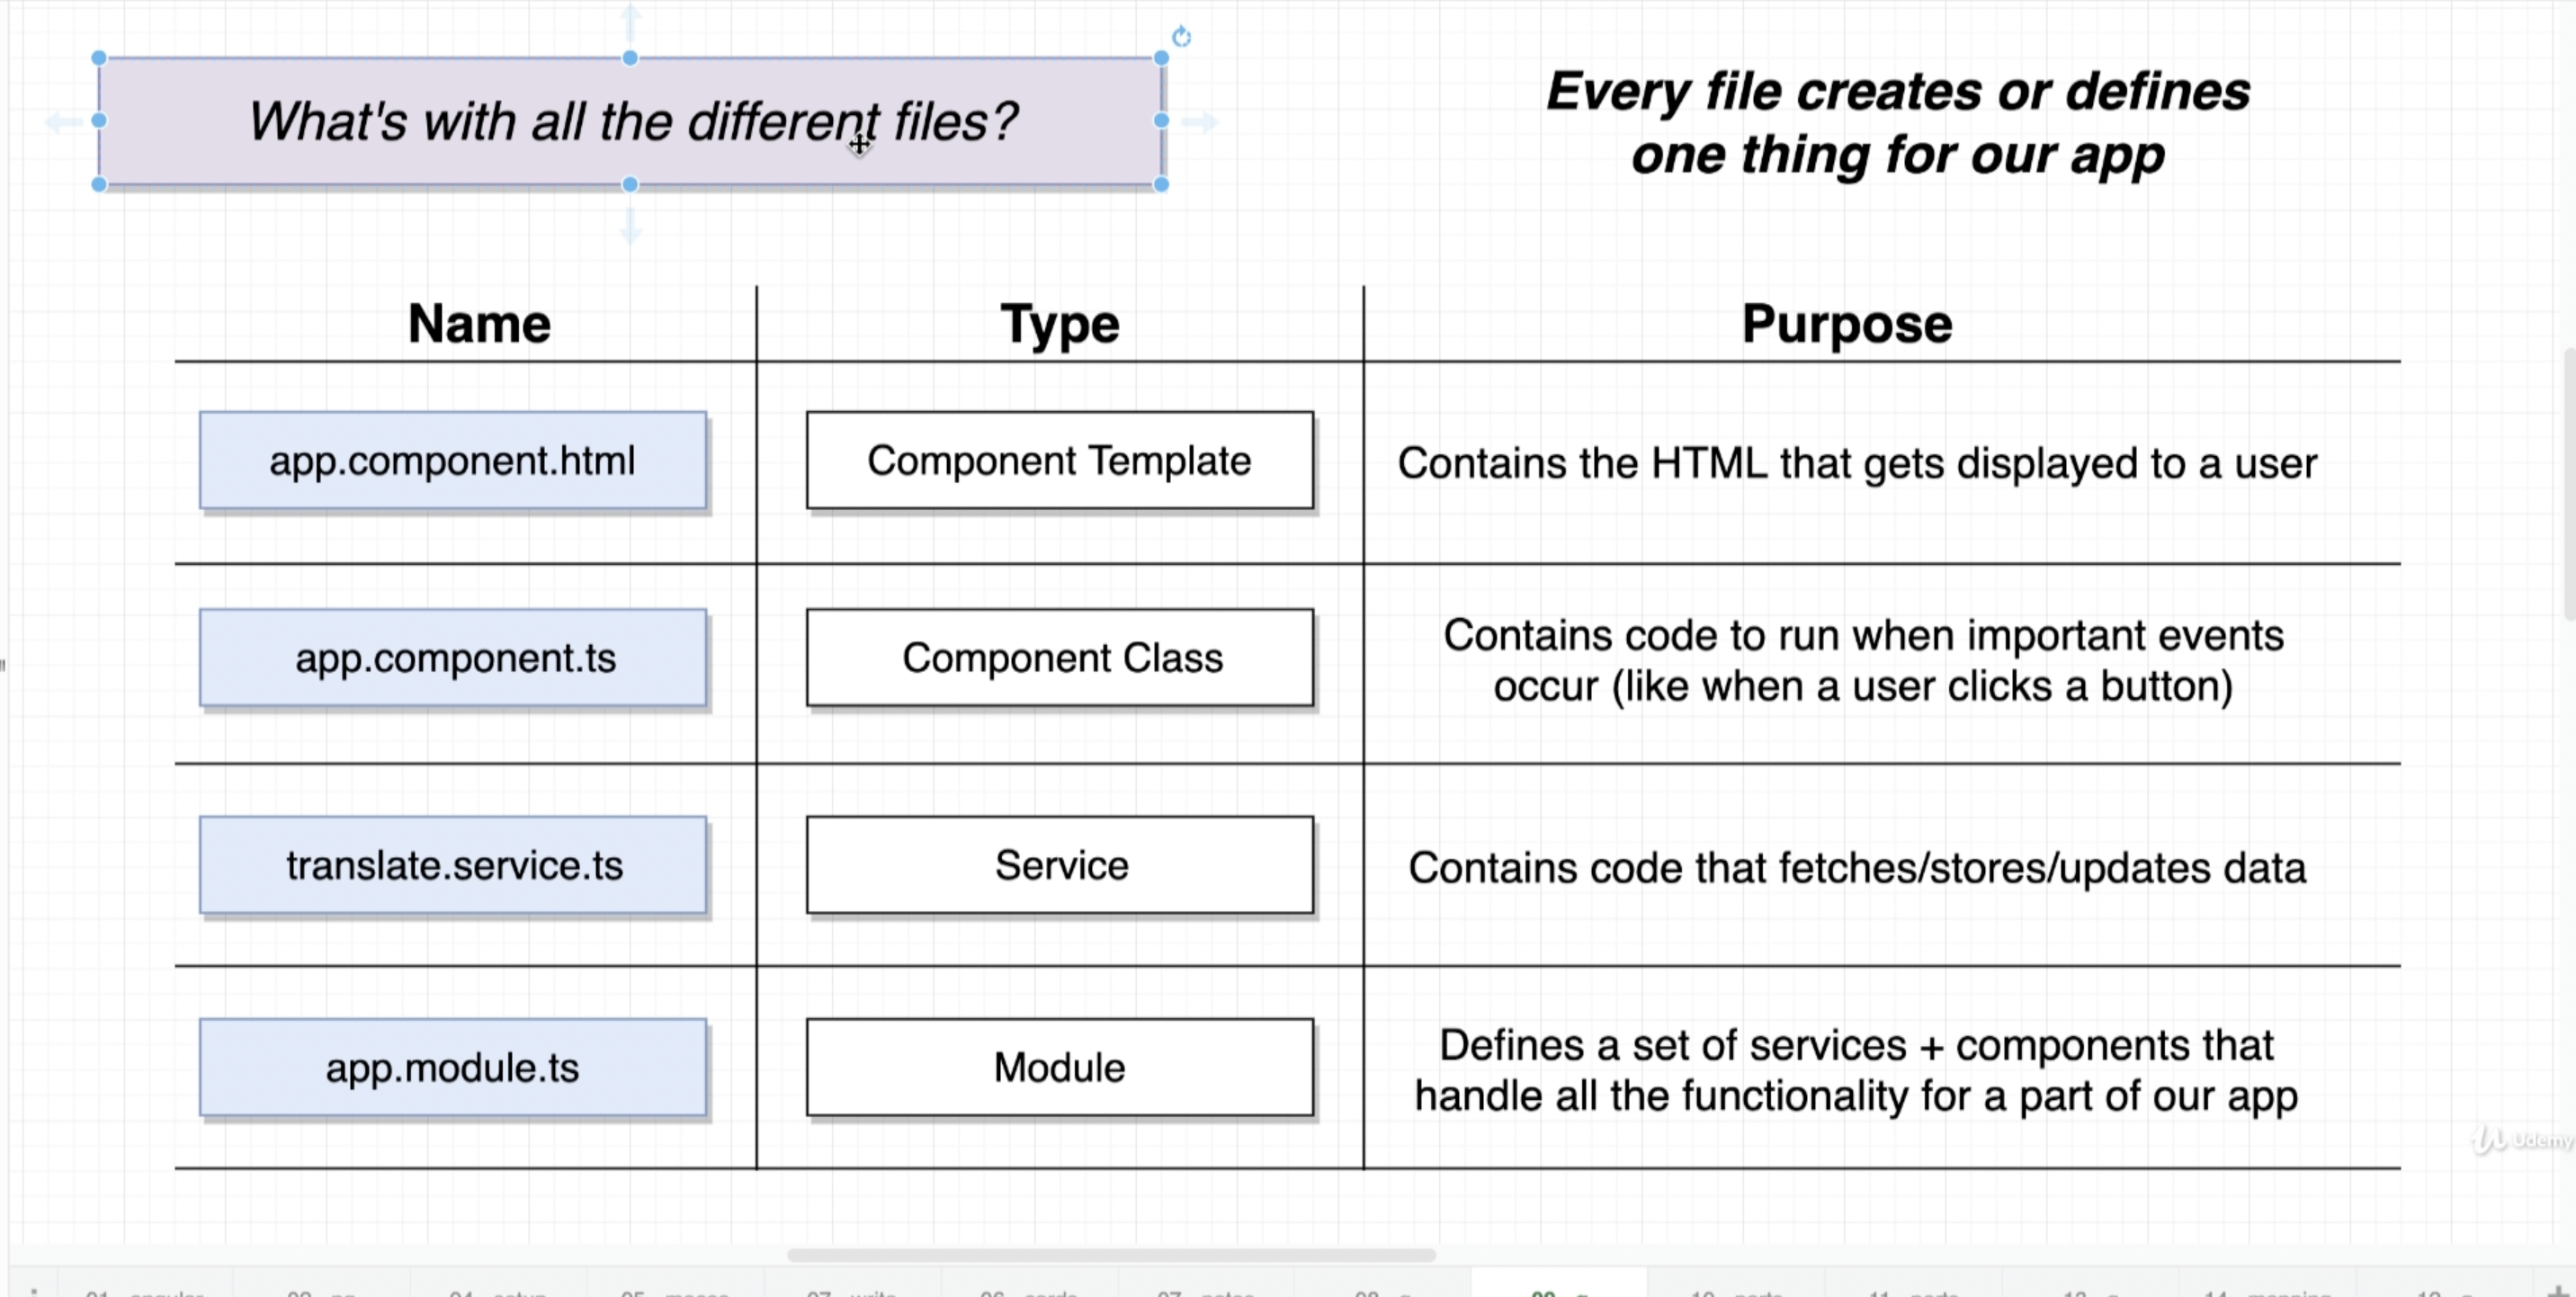 What's with all the different files?
Every file creates or defines
one thing for our app
Name
Type
Purpose
app.component.html
Component Template
Contains the HTML that gets displayed to a user
app.component.ts
Component Class
Contains code to run when important events
occur (like when a user clicks a button)
translate.service.ts
Service
Contains code that fetches/stores/updates data
app.module.ts
Module
Defines a set of services + components that
handle all the functionality for a part of our app
Udemy